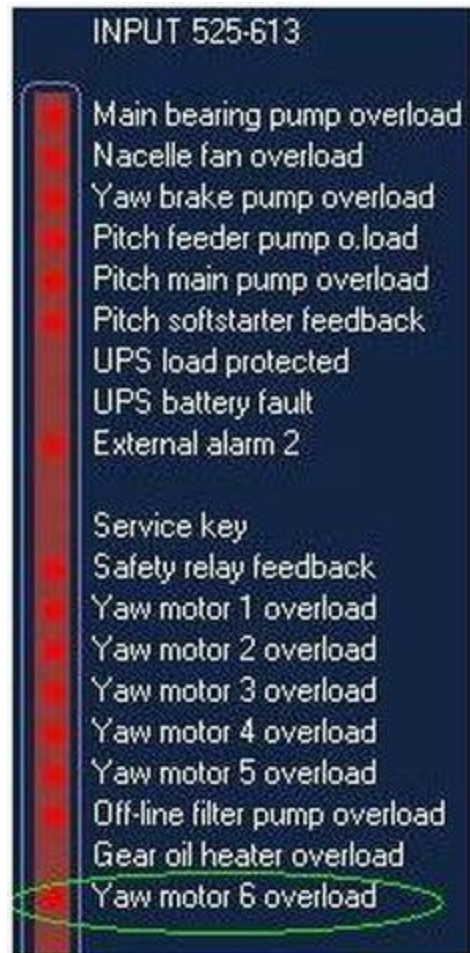 INPUT 525-613
Main bearing pump overload
Nacelle fan overload
Yaw brake pump overload
Pitch feeder pump o.load
Pitch main pump overload
Pitch softstarter feedback
UPS load protected
UPS battery fault
External alarm 2
Service key
Safety relay feedback
Yaw motor 1 overload
Yaw motor 2 overload
Yaw motor 3 overload
Yaw motor 4 overload
Yaw motor 5 overload
Off-line filter pump overload
Gear oil heater overload
Yaw motor 6 overload